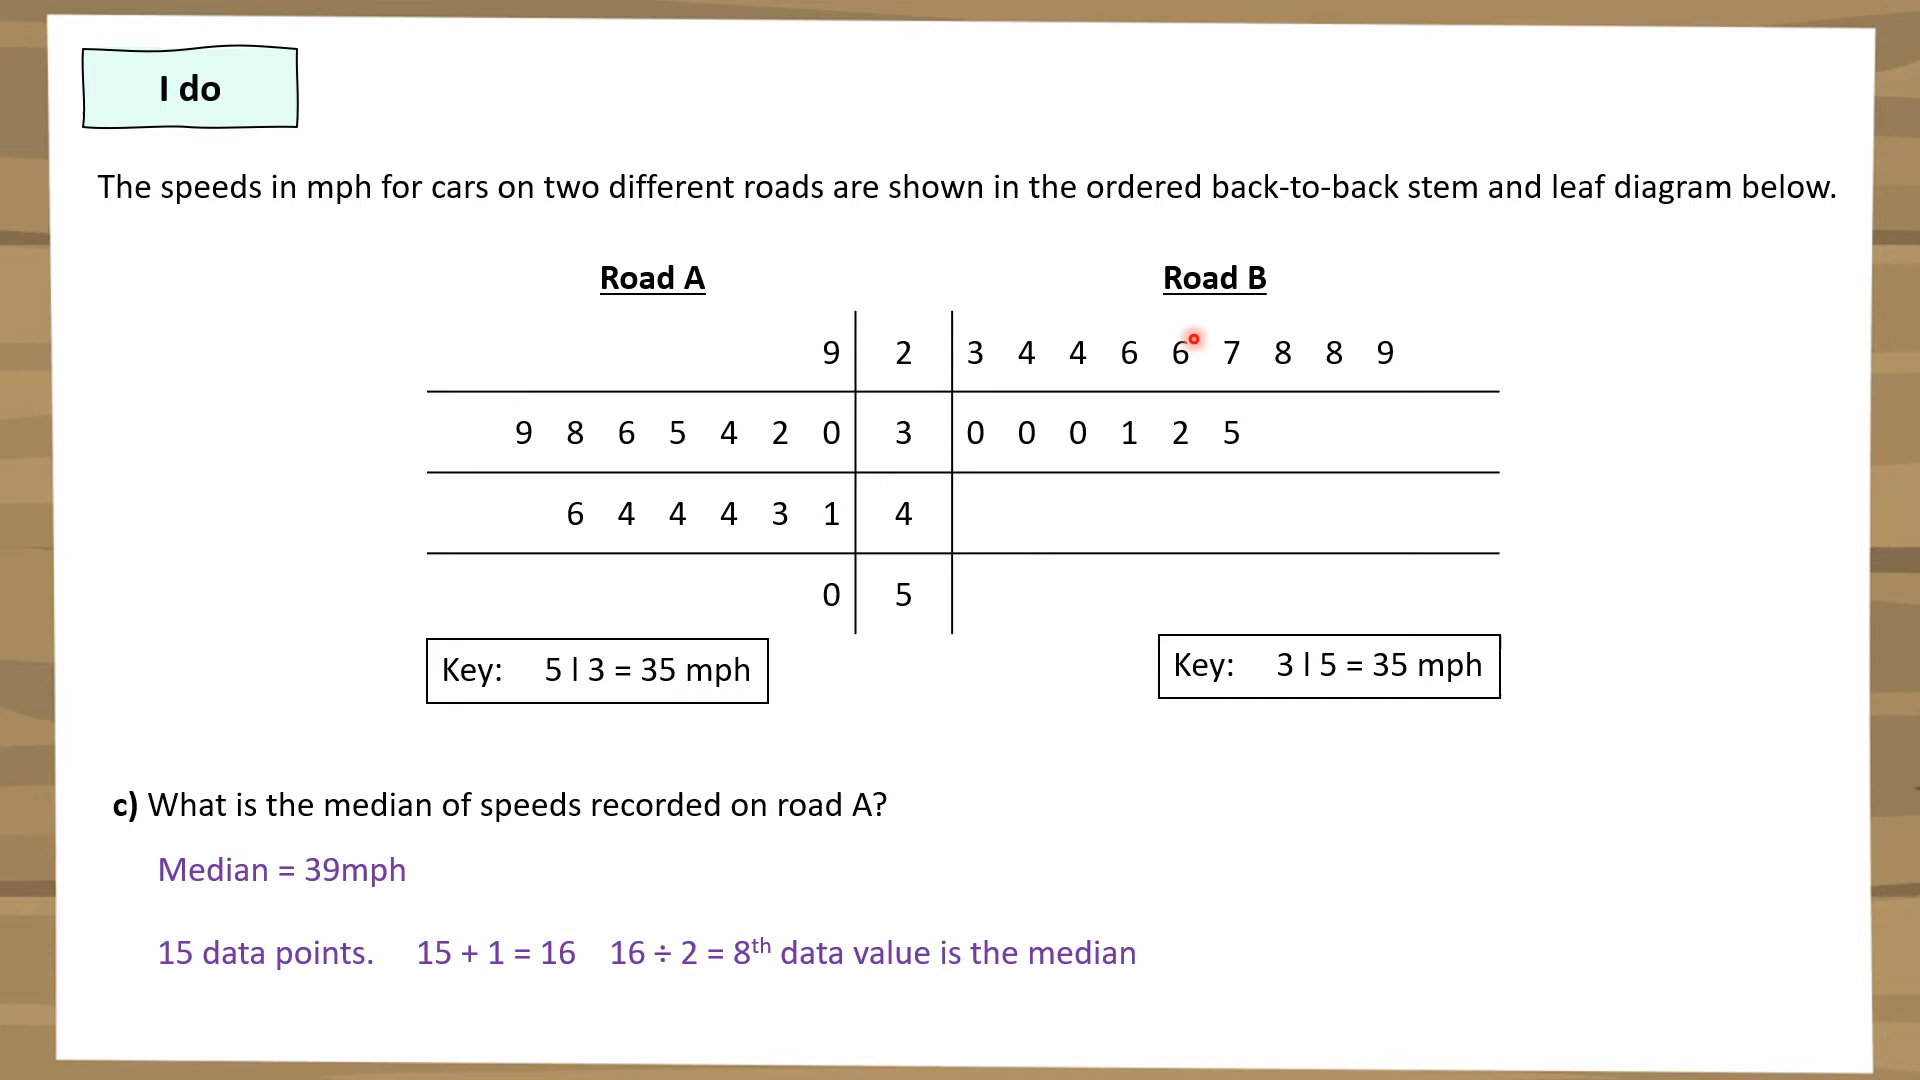 I do
The speeds in mph for cars on two different roads are shown in the ordered back-to-back stem and leaf diagram below.
Road A Road B
9 2 3 4 4 6 6 7 8 8 9
9 8 6 5 4 2 0 3 0 0 0 1 2 5
6 4 4 4 3 1 4
0 5
Key: 5 l 3 = 35 mph
Key: 3 l 5 = 35 mph
c) What is the median of speeds recorded on road A?
Median = 39mph
15 data points. 15 + 1 = 16 16 ÷ 2 = 8th data value is the median